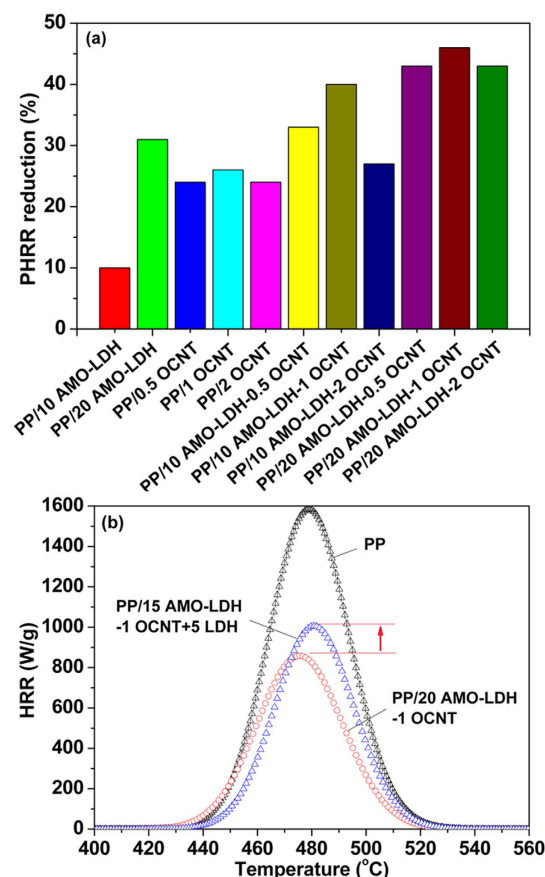 (a)
PHRR reduction (%)
50
40
30
20
10
0
PP/10 AMO-LDH
PP/20 AMO-LDH
PP/0.5 OCNT
PP/1 OCNT
PP/2 OCNT
PP/10 AMO-LDH-0.5 OCNT
PP/10 AMO-LDH-1 OCNT
PP/10 AMO-LDH-2 OCNT
PP/20 AMO-LDH-0.5 OCNT
PP/20 AMO-LDH-1 OCNT
PP/20 AMO-LDH-2 OCNT
(b)
HRR (W/g)
1600
1400
1200
1000
800
600
400
200
0
PP
PP/15 AMO-LDH
-1 OCNT+5 LDH
PP/20 AMO-LDH
-1 OCNT
400 420 440 460 480 500 520 540 560
Temperature (°C)